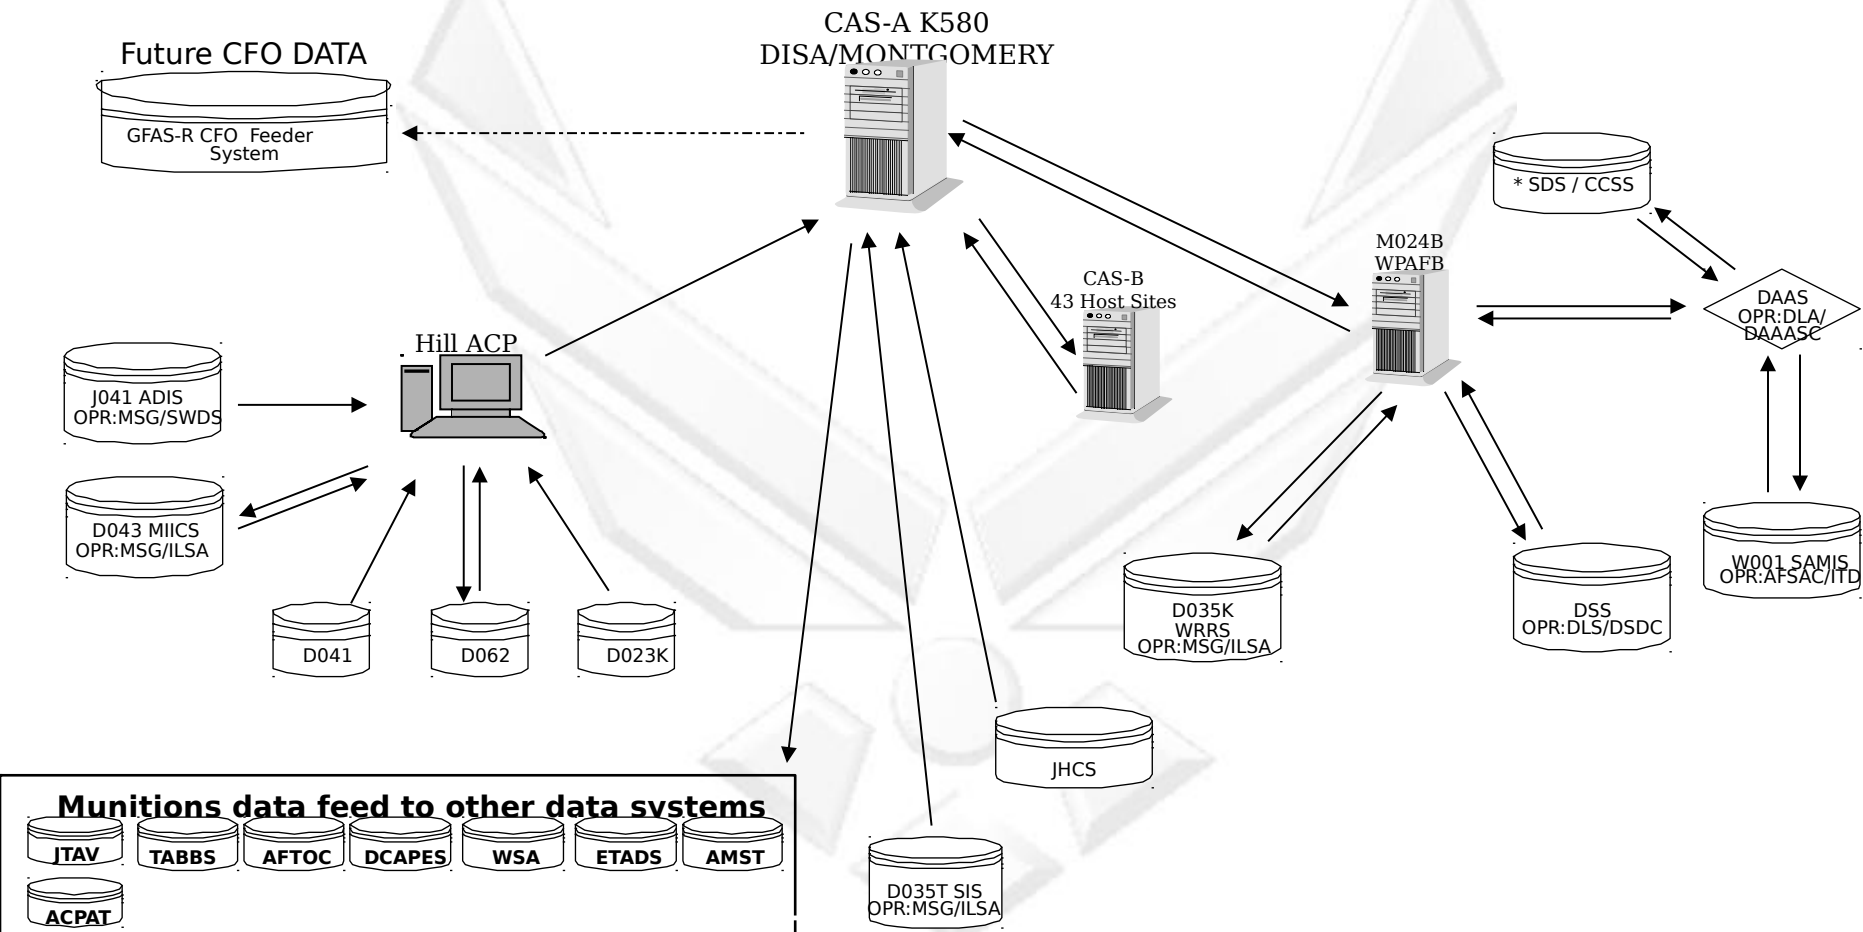 CAS-A K580
DISA/MONTGOMERY
Future CFO DATA
GFAS-R CFO Feeder
System
* SDS / CCSS
M024B
WPAFB
CAS-B
43 Host Sites
DAAS
OPR:DLA/
DAAASC
Hill ACP
J041 ADIS
OPR:MSG/SWDS
D043 MIICS
OPR:MSG/ILSA
D041
D062
D023K
D035K
WRRS
OPR:MSG/ILSA
DSS
OPR:DLS/DSDC
W001 SAMIS
OPR:AFSAC/ITD
JHCS
Munitions data feed to other data systems
JTAV
TABBS
AFTOC
DCAPES
WSA
ETADS
AMST
ACPAT
D035T SIS
OPR:MSG/ILSA